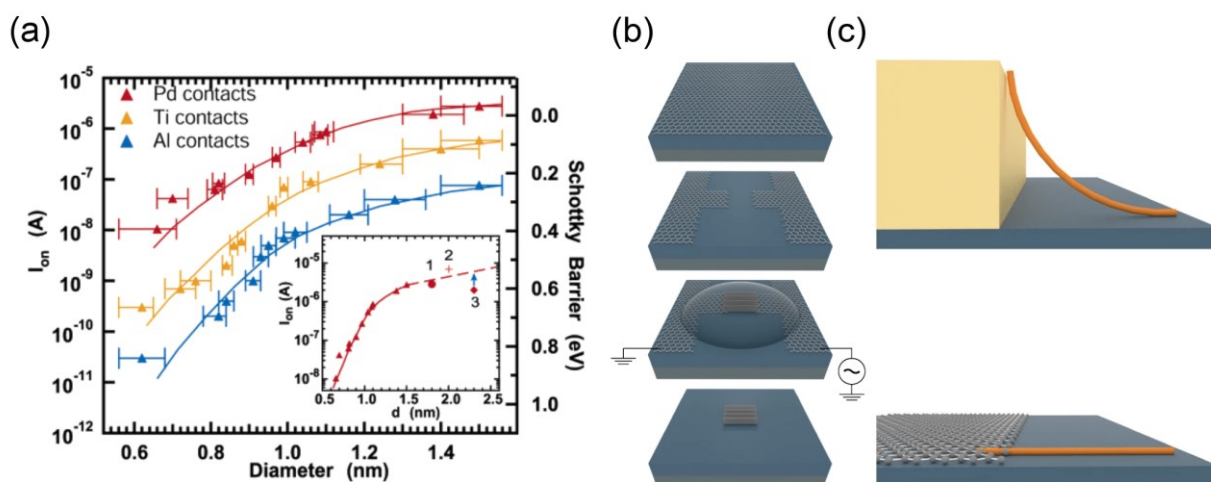 (a)
(b)
(c)
10⁻⁵
10⁻⁶
10⁻⁷
10⁻⁸
10⁻⁹
10⁻¹⁰
10⁻¹¹
10⁻¹²
I_on (A)
Pd contacts
Ti contacts
Al contacts
-0.0
0.2
0.4
0.6
0.8
1.0
Schottky Barrier (eV)
0.6
0.8
1.0
1.2
1.4
Diameter (nm)
I_on (A)
10⁻⁴
10⁻⁵
10⁻⁶
10⁻⁷
10⁻⁸
1
2
3
0.5
1.0
1.5
2.0
2.5
d (nm)